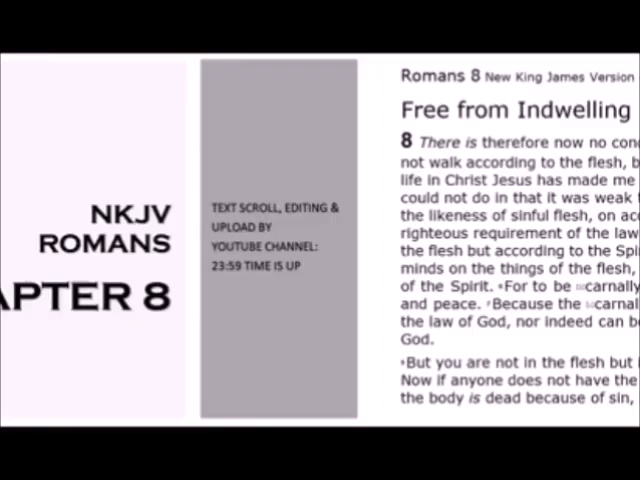 NKJV
ROMANS
APTER 8
TEXT SCROLL, EDITING &
UPLOAD BY
YOUTUBE CHANNEL:
23:59 TIME IS UP
Romans 8 New King James Version
Free from Indwelling
8 There is therefore now no con
not walk according to the flesh, b
life in Christ Jesus has made me
could not do in that it was weak
the likeness of sinful flesh, on ac
righteous requirement of the law
the flesh but according to the Spi
minds on the things of the flesh,
of the Spirit. For to be carnally
and peace. Because the carnal
the law of God, nor indeed can be
God.
But you are not in the flesh but
Now if anyone does not have the
the body is dead because of sin,